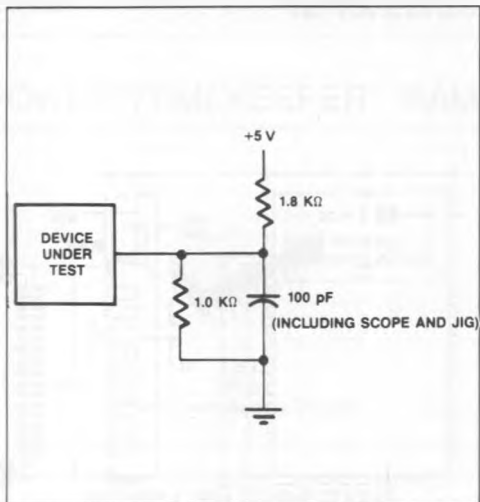 +5 V
1.8 KΩ
DEVICE
UNDER
TEST
1.0 KΩ
100 pF
(INCLUDING SCOPE AND JIG)